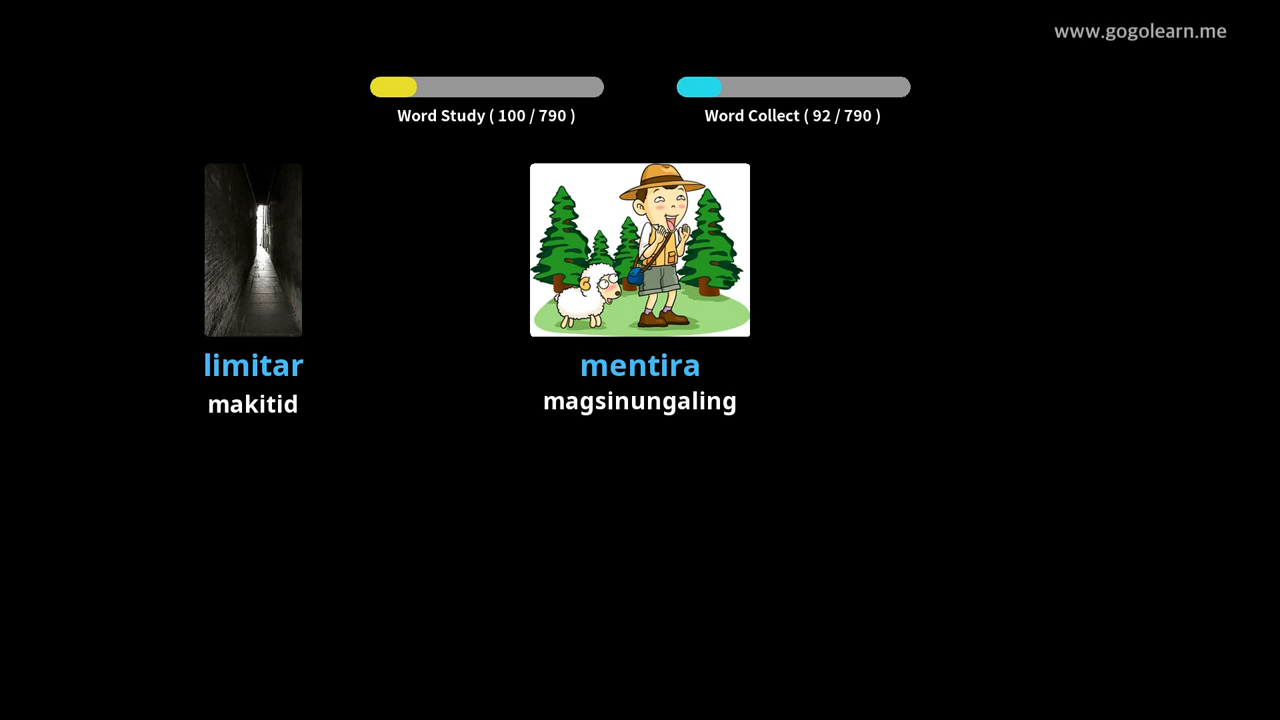 www.gogolearn.me
Word Study ( 100 / 790 )
Word Collect ( 92 / 790 )
limitar
makitid
mentira
magsinungaling